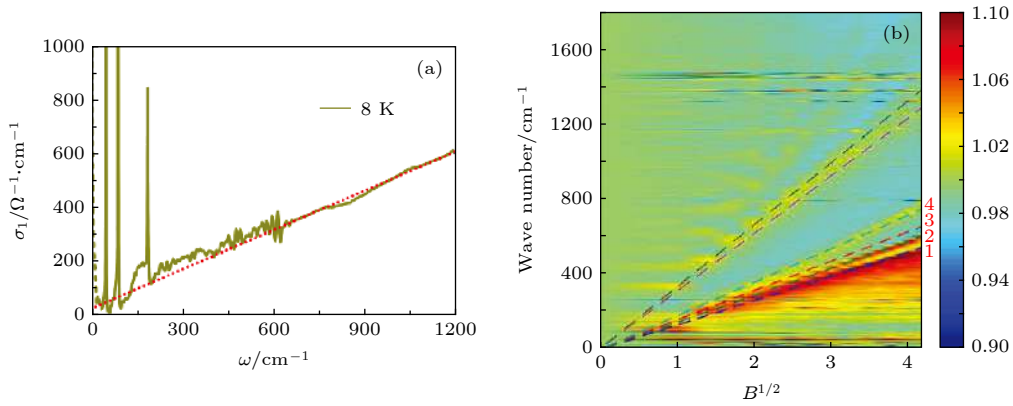 (a)
8 K
1000
800
600
400
200
0
0 300 600 900 1200
σ₁/Ω⁻¹·cm⁻¹
ω/cm⁻¹
(b)
1600
1200
800
400
0
0 1 2 3 4
Wave number/cm⁻¹
B^{1/2}
4
3
2
1
1.10
1.06
1.02
0.98
0.94
0.90